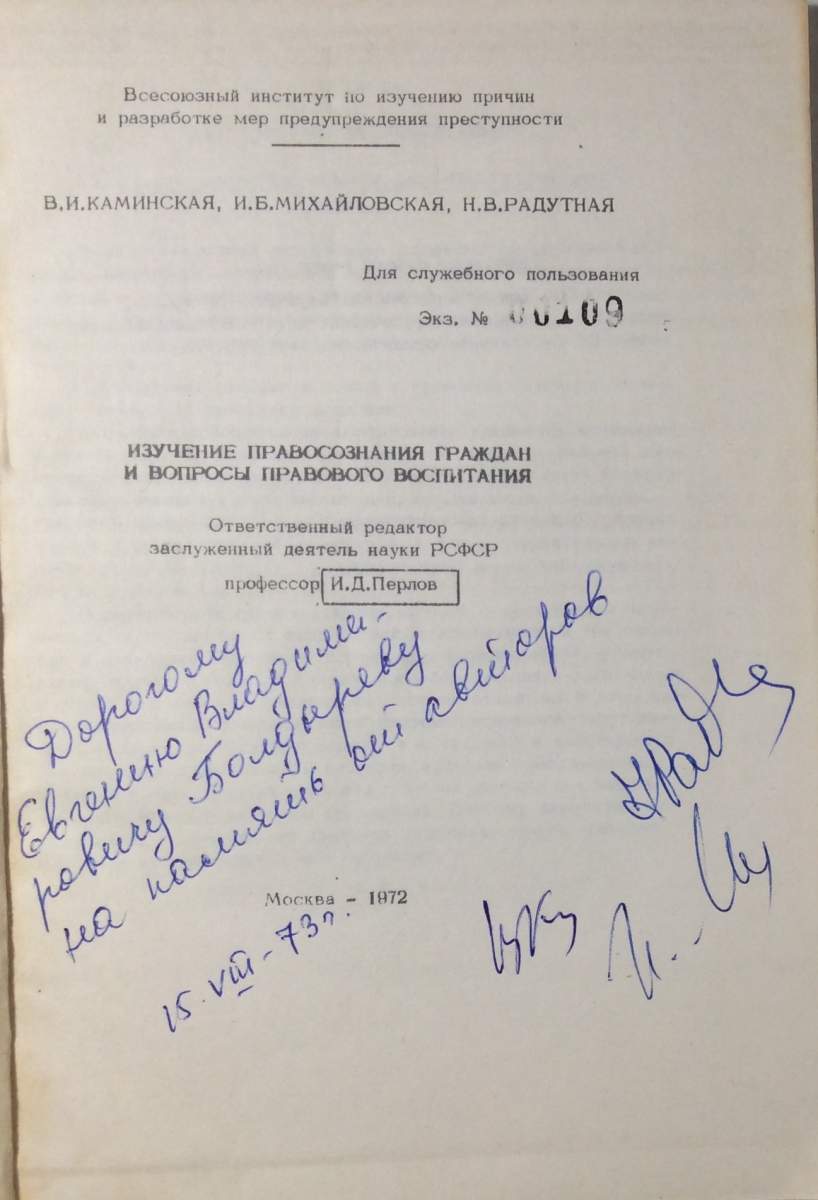 Всесоюзный институт по изучению причин
и разработке мер предупреждения преступности
В.И.КАМИНСКАЯ, И.Б.МИХАЙЛОВСКАЯ, Н.В.РАДУТНАЯ
Для служебного пользования
Экз. № 00109
ИЗУЧЕНИЕ ПРАВОСОЗНАНИЯ ГРАЖДАН
И ВОПРОСЫ ПРАВОВОГО ВОСПИТАНИЯ
Ответственный редактор
заслуженный деятель науки РСФСР
профессор И.Д.Перлов
Дорогому
Евгению Владими-
ровичу Болдыреву
на память от авторов
Москва – 1972
15.VIII-73г.